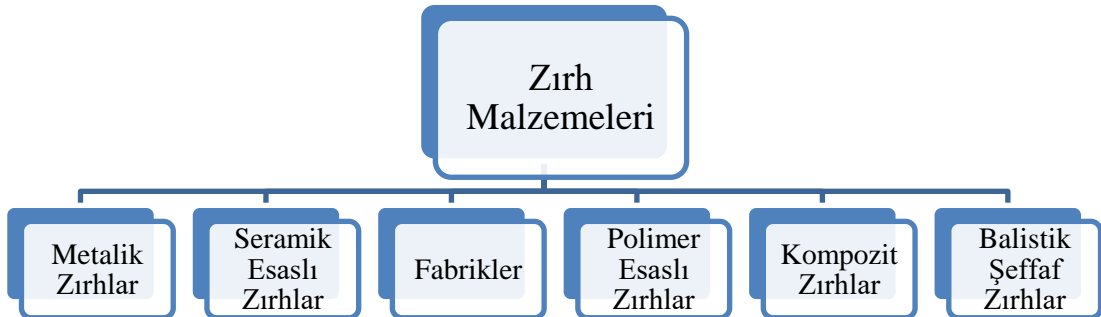 Zırh
Malzemeleri
Metalik
Zırhlar
Seramik
Esaslı
Zırhlar
Fabrikler
Polimer
Esaslı
Zırhlar
Kompozit
Zırhlar
Balistik
Şeffaf
Zırhlar